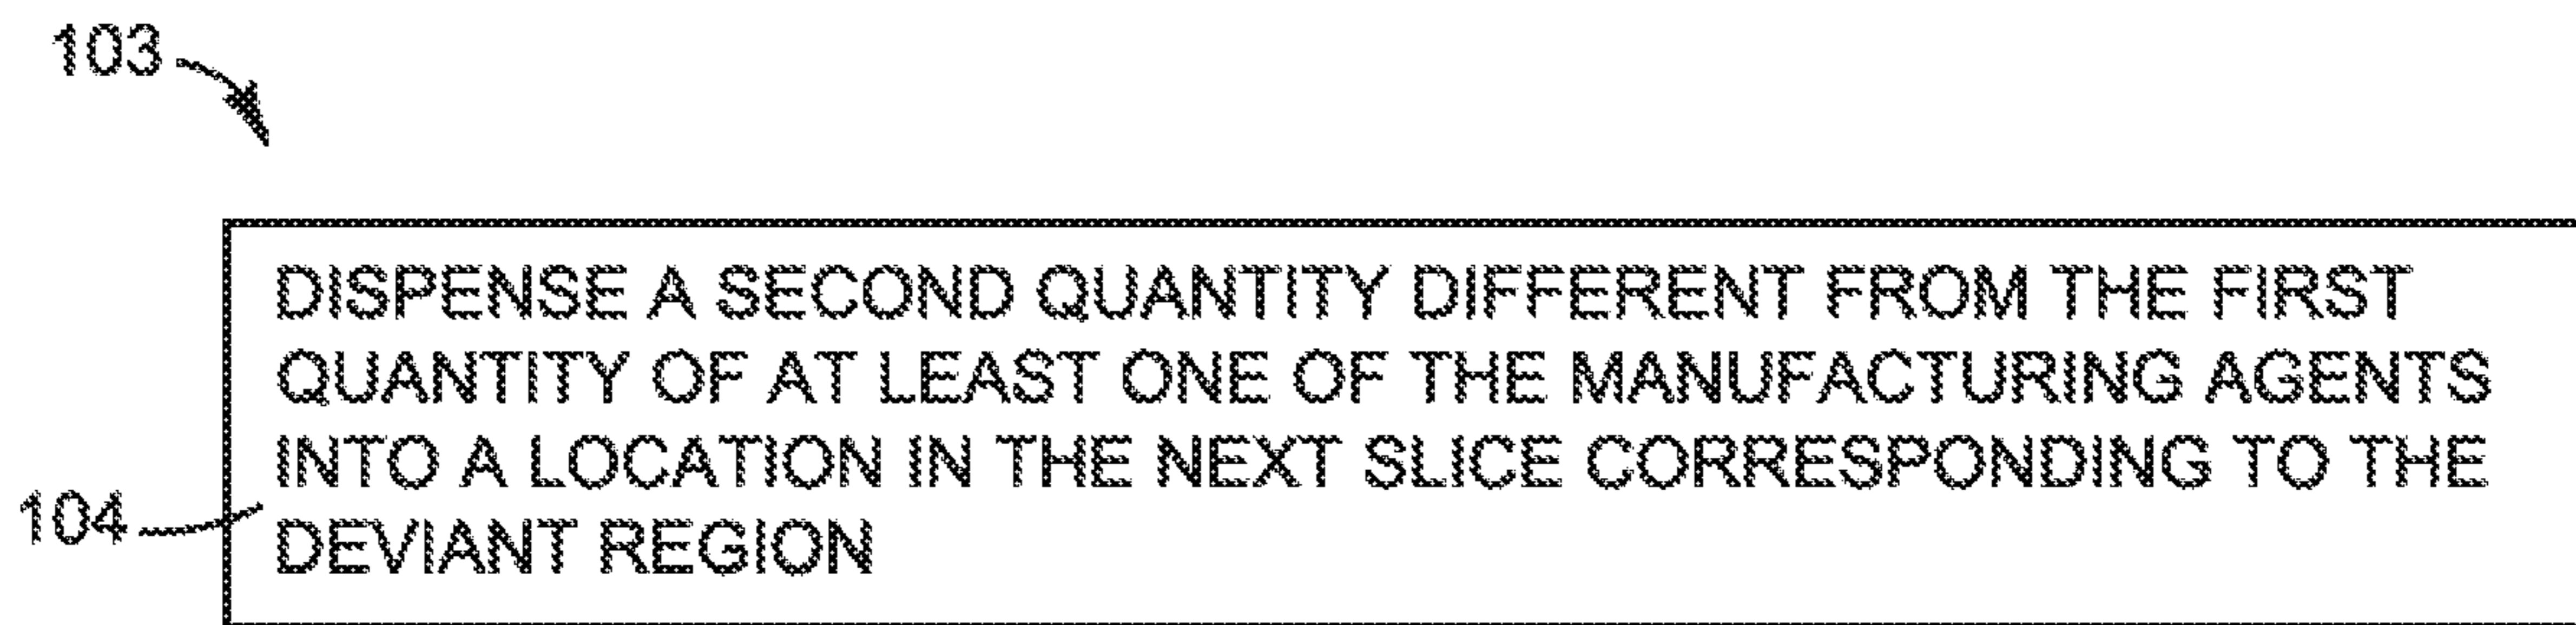 103
DISPENSE A SECOND QUANTITY DIFFERENT FROM THE FIRST
QUANTITY OF AT LEAST ONE OF THE MANUFACTURING AGENTS
INTO A LOCATION IN THE NEXT SLICE CORRESPONDING TO THE
104
DEVIANT REGION